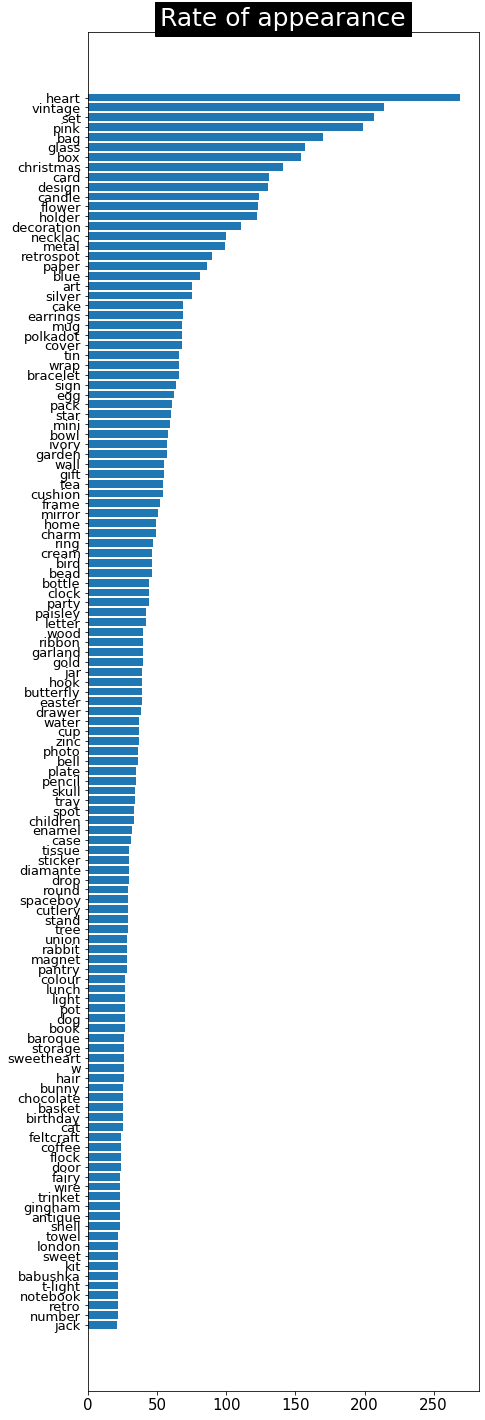 Rate of appearance
heart
vintage
set
pink
bag
glass
box
christmas
card
design
candle
flower
holder
decoration
necklac
metal
retrospot
paper
blue
art
silver
cake
earrings
mug
polkadot
cover
tin
wrap
bracelet
sign
egg
pack
star
mini
bowl
ivory
garden
wall
gift
tea
cushion
frame
mirror
home
charm
ring
cream
bird
bead
bottle
clock
party
paisley
letter
wood
ribbon
garland
gold
jar
hook
butterfly
easter
drawer
water
cup
zinc
photo
bell
plate
pencil
skull
tray
spot
children
enamel
case
tissue
sticker
diamante
drop
round
spaceboy
cutlery
stand
tree
union
rabbit
magnet
pantry
colour
lunch
light
pot
dog
book
baroque
storage
sweetheart
w
hair
bunny
chocolate
basket
birthday
cat
feltcraft
coffee
flock
door
fairy
wire
trinket
gingham
antique
shell
towel
london
sweet
kit
babushka
t-light
notebook
retro
number
jack
0 50 100 150 200 250